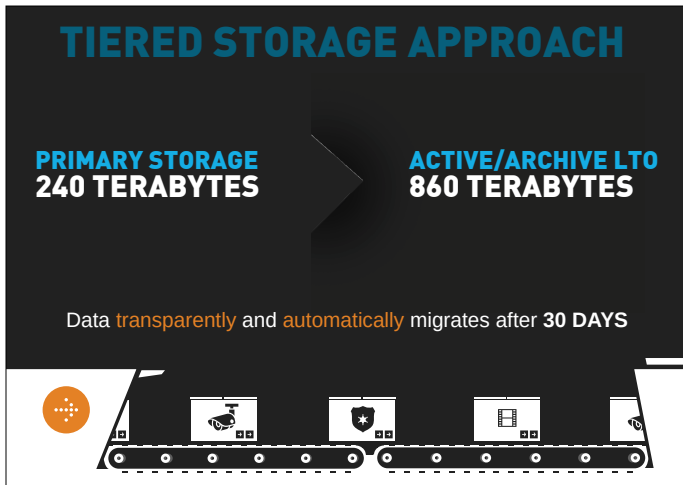 TIERED STORAGE APPROACH
PRIMARY STORAGE
240 TERABYTES
ACTIVE/ARCHIVE LTO
860 TERABYTES
Data transparently and automatically migrates after 30 DAYS